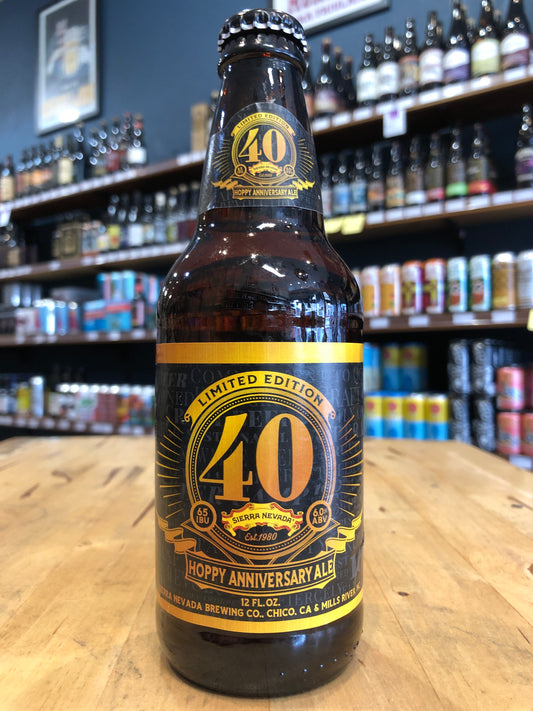 LIMITED EDITION
40
HOPPY ANNIVERSARY ALE
LIMITED EDITION
40
65 IBU
SIERRA NEVADA
6.0% ABV
Est. 1980
HOPPY ANNIVERSARY ALE
12 FL. OZ.
RRA NEVADA BREWING CO., CHICO, CA & MILLS RIVER,